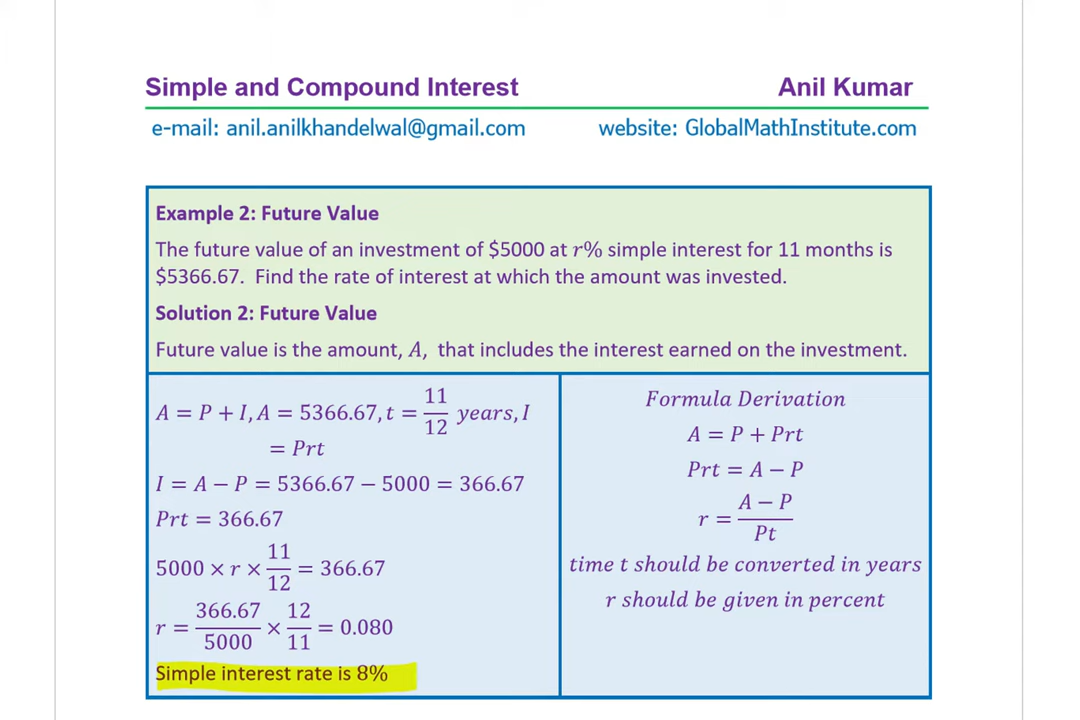 Simple and Compound Interest Anil Kumar
e-mail: anil.anilkhandelwal@gmail.com website: GlobalMathInstitute.com
Example 2: Future Value
The future value of an investment of $5000 at r% simple interest for 11 months is
$5366.67. Find the rate of interest at which the amount was invested.
Solution 2: Future Value
Future value is the amount, A, that includes the interest earned on the investment.
A = P + I, A = 5366.67, t = 11/12 years, I
= Prt
I = A − P = 5366.67 − 5000 = 366.67
Prt = 366.67
5000 × r × 11/12 = 366.67
r = 366.67/5000 × 12/11 = 0.080
Simple interest rate is 8%
Formula Derivation
A = P + Prt
Prt = A − P
r = A − P/Pt
time t should be converted in years
r should be given in percent